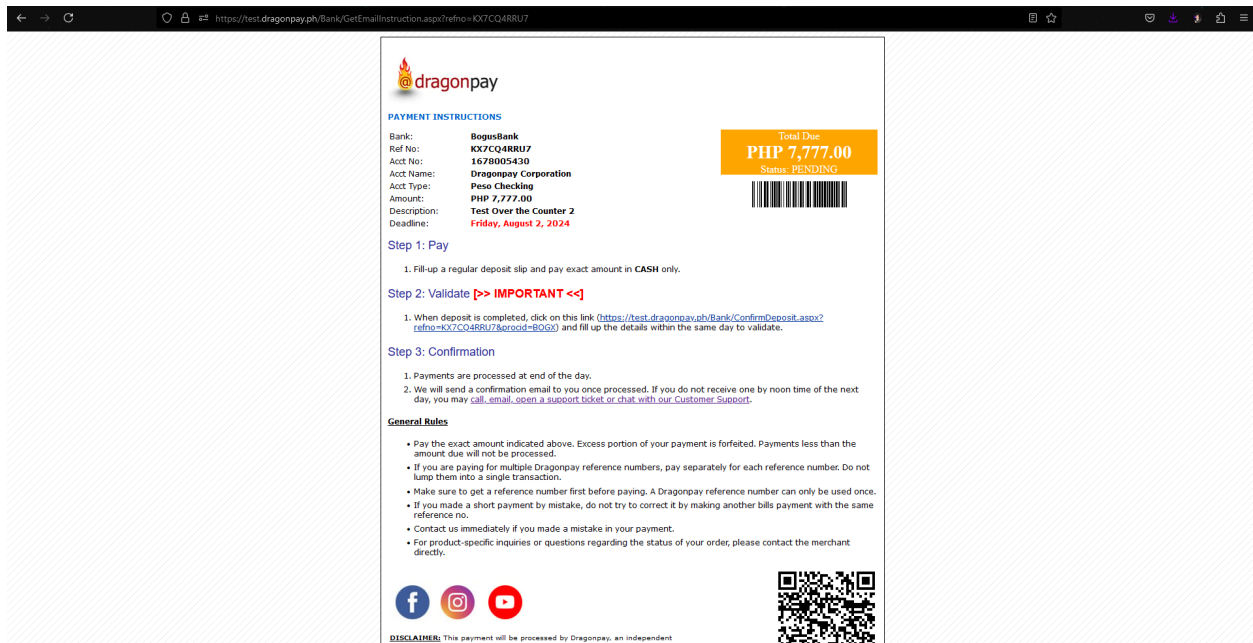 https://test.dragonpay.ph/Bank/GetEmailInstruction.aspx?refno=KX7CQ4RRU7
@dragonpay
PAYMENT INSTRUCTIONS
Bank: BogusBank
Ref No: KX7CQ4RRU7
Acct No: 1678005430
Acct Name: Dragonpay Corporation
Acct Type: Peso Checking
Amount: PHP 7,777.00
Description: Test Over the Counter 2
Deadline: Friday, August 2, 2024
Total Due
PHP 7,777.00
Status: PENDING
Step 1: Pay
1. Fill-up a regular deposit slip and pay exact amount in CASH only.
Step 2: Validate [>> IMPORTANT <<]
1. When deposit is completed, click on this link (https://test.dragonpay.ph/Bank/ConfirmDeposit.aspx?
refno=KX7CQ4RRU7&procid=BOGX) and fill up the details within the same day to validate.
Step 3: Confirmation
1. Payments are processed at end of the day.
2. We will send a confirmation email to you once processed. If you do not receive one by noon time of the next
day, you may call, email, open a support ticket or chat with our Customer Support.
General Rules
• Pay the exact amount indicated above. Excess portion of your payment is forfeited. Payments less than the
amount due will not be processed.
• If you are paying for multiple Dragonpay reference numbers, pay separately for each reference number. Do not
lump them into a single transaction.
• Make sure to get a reference number first before paying. A Dragonpay reference number can only be used once.
• If you made a short payment by mistake, do not try to correct it by making another bills payment with the same
reference no.
• Contact us immediately if you made a mistake in your payment.
• For product-specific inquiries or questions regarding the status of your order, please contact the merchant
directly.
DISCLAIMER: This payment will be processed by Dragonpay, an independent